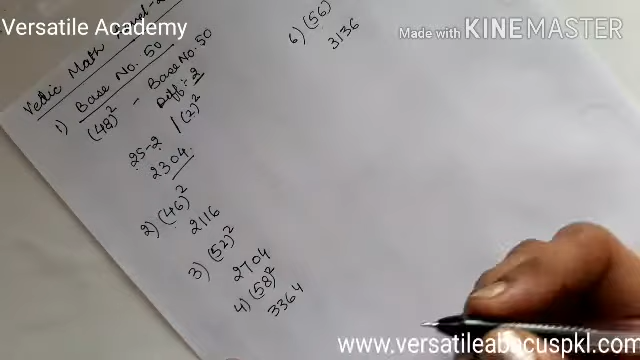 Versatile Academy
Made with KINEMASTER
Vedic Math Level-2
Base No. 50
1) (48)² - Base No. 50
Diff:- 2
25-2 | (2)²
2304
2) (46)²
2116
3) (52)²
2704
4) (58)²
3364
6) (56)
3136
www.versatileabacuspkl.com